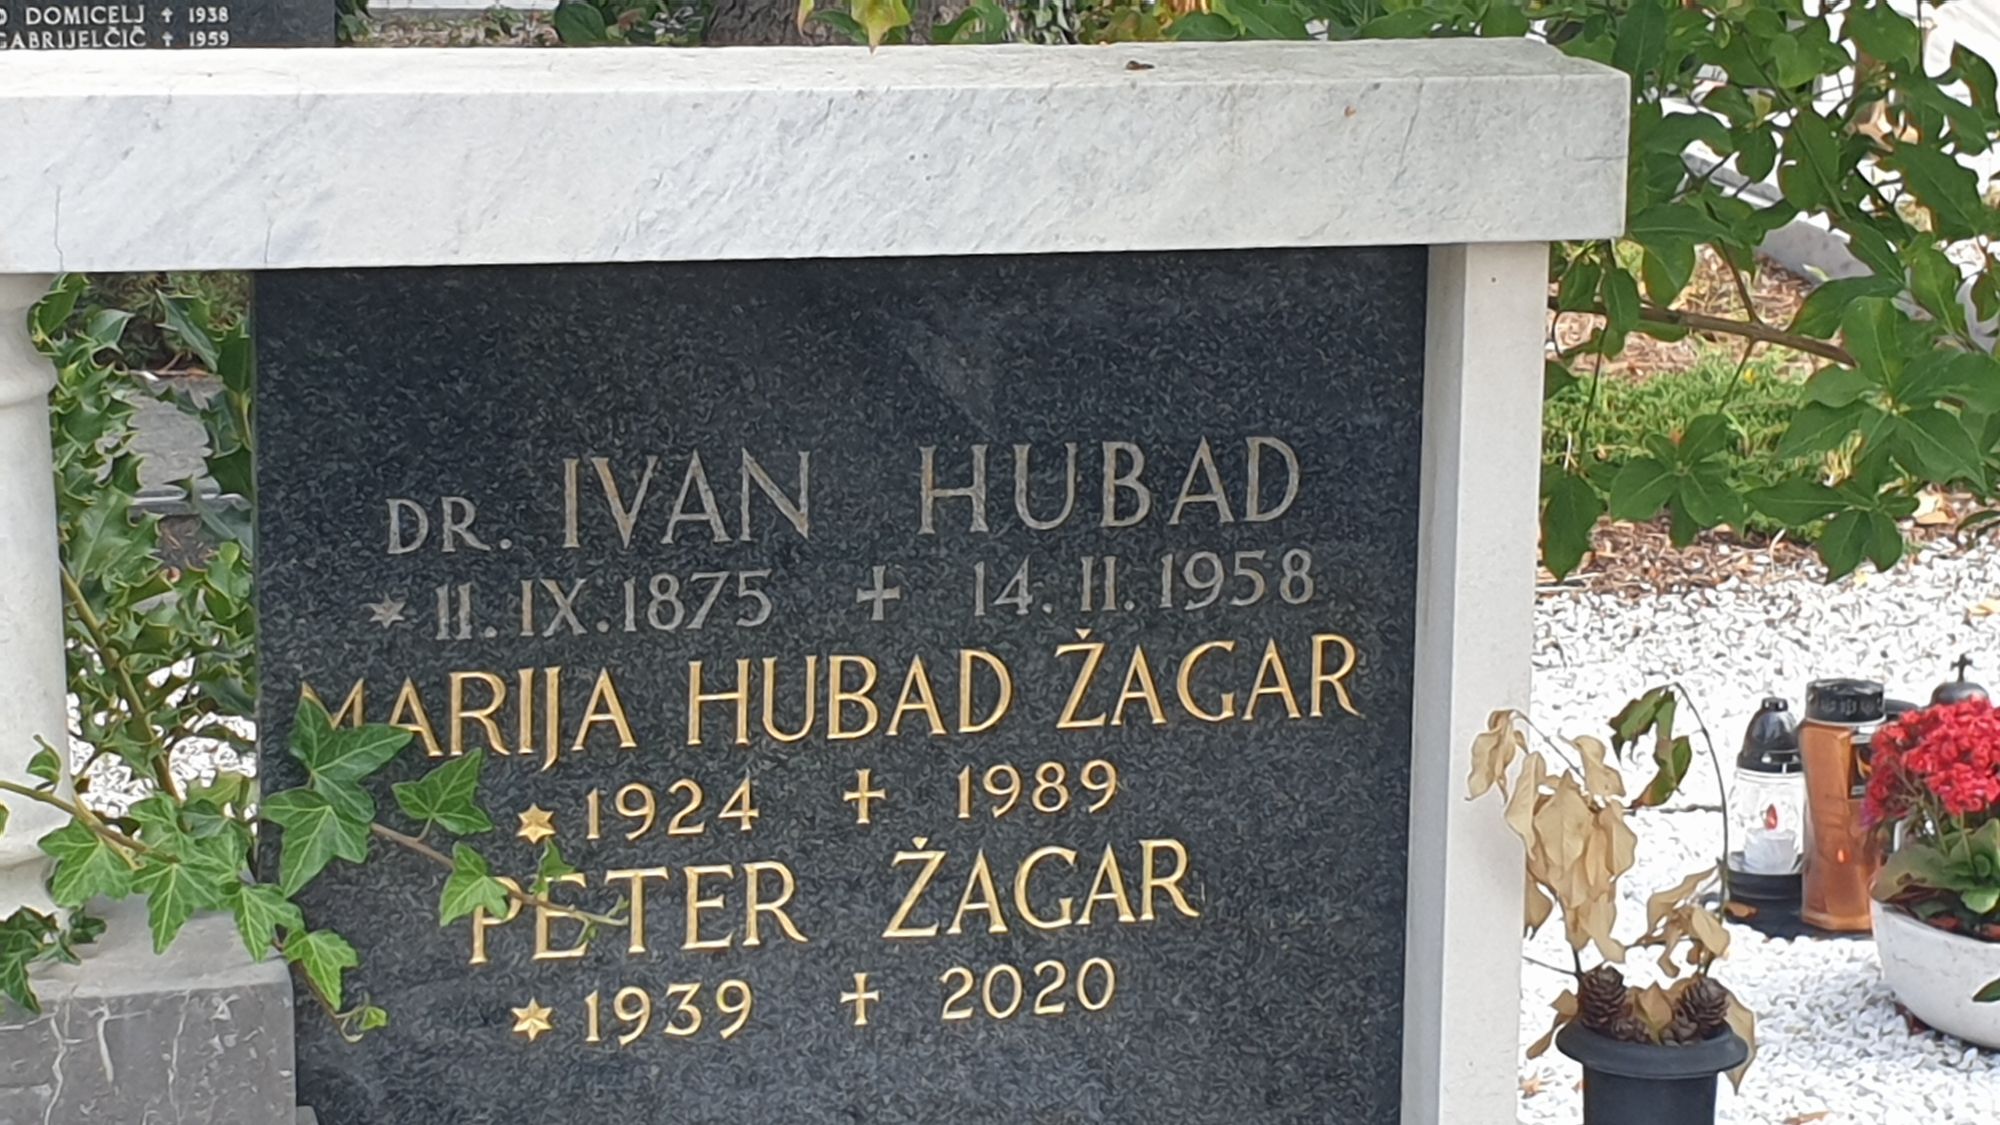 DOMICELJ ✝ 1938
GABRIJELČIČ ✝ 1959
DR. IVAN HUBAD
✶ 11. IX. 1875 ✝ 14. II. 1958
MARIJA HUBAD ŽAGAR
✶ 1924 ✝ 1989
PETER ŽAGAR
✶ 1939 ✝ 2020